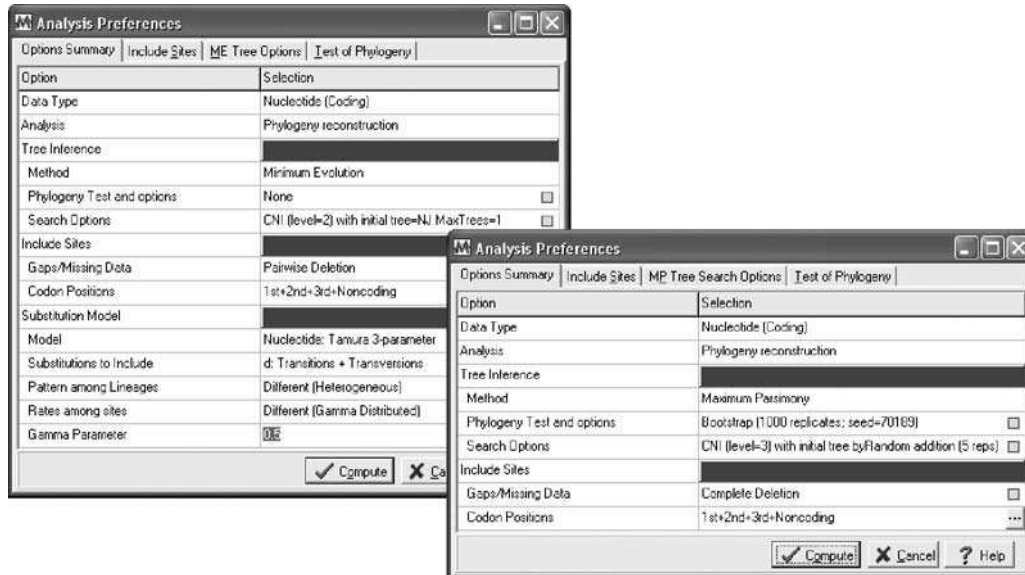 Analysis Preferences
Options Summary Include Sites ME Tree Options Test of Phylogeny
Option Selection
Data Type Nucleotide (Coding)
Analysis Phylogeny reconstruction
Tree Inference
Method Minimum Evolution
Phylogeny Test and options None
Search Options CNI (level=2) with initial tree=NJ MaxTrees=1
Include Sites
Gaps/Missing Data Pairwise Deletion
Codon Positions 1st+2nd+3rd+Noncoding
Substitution Model
Model Nucleotide: Tamura 3-parameter
Substitutions to Include d: Transitions + Transversions
Pattern among Lineages Different (Heterogeneous)
Rates among sites Different (Gamma Distributed)
Gamma Parameter 0.5
Compute Ca
Analysis Preferences
Options Summary Include Sites MP Tree Search Options Test of Phylogeny
Option Selection
Data Type Nucleotide (Coding)
Analysis Phylogeny reconstruction
Tree Inference
Method Maximum Parsimony
Phylogeny Test and options Bootstrap (1000 replicates; seed=70189)
Search Options CNI (level=3) with initial tree byRandom addition (5 reps)
Include Sites
Gaps/Missing Data Complete Deletion
Codon Positions 1st+2nd+3rd+Noncoding
Compute Cancel ? Help